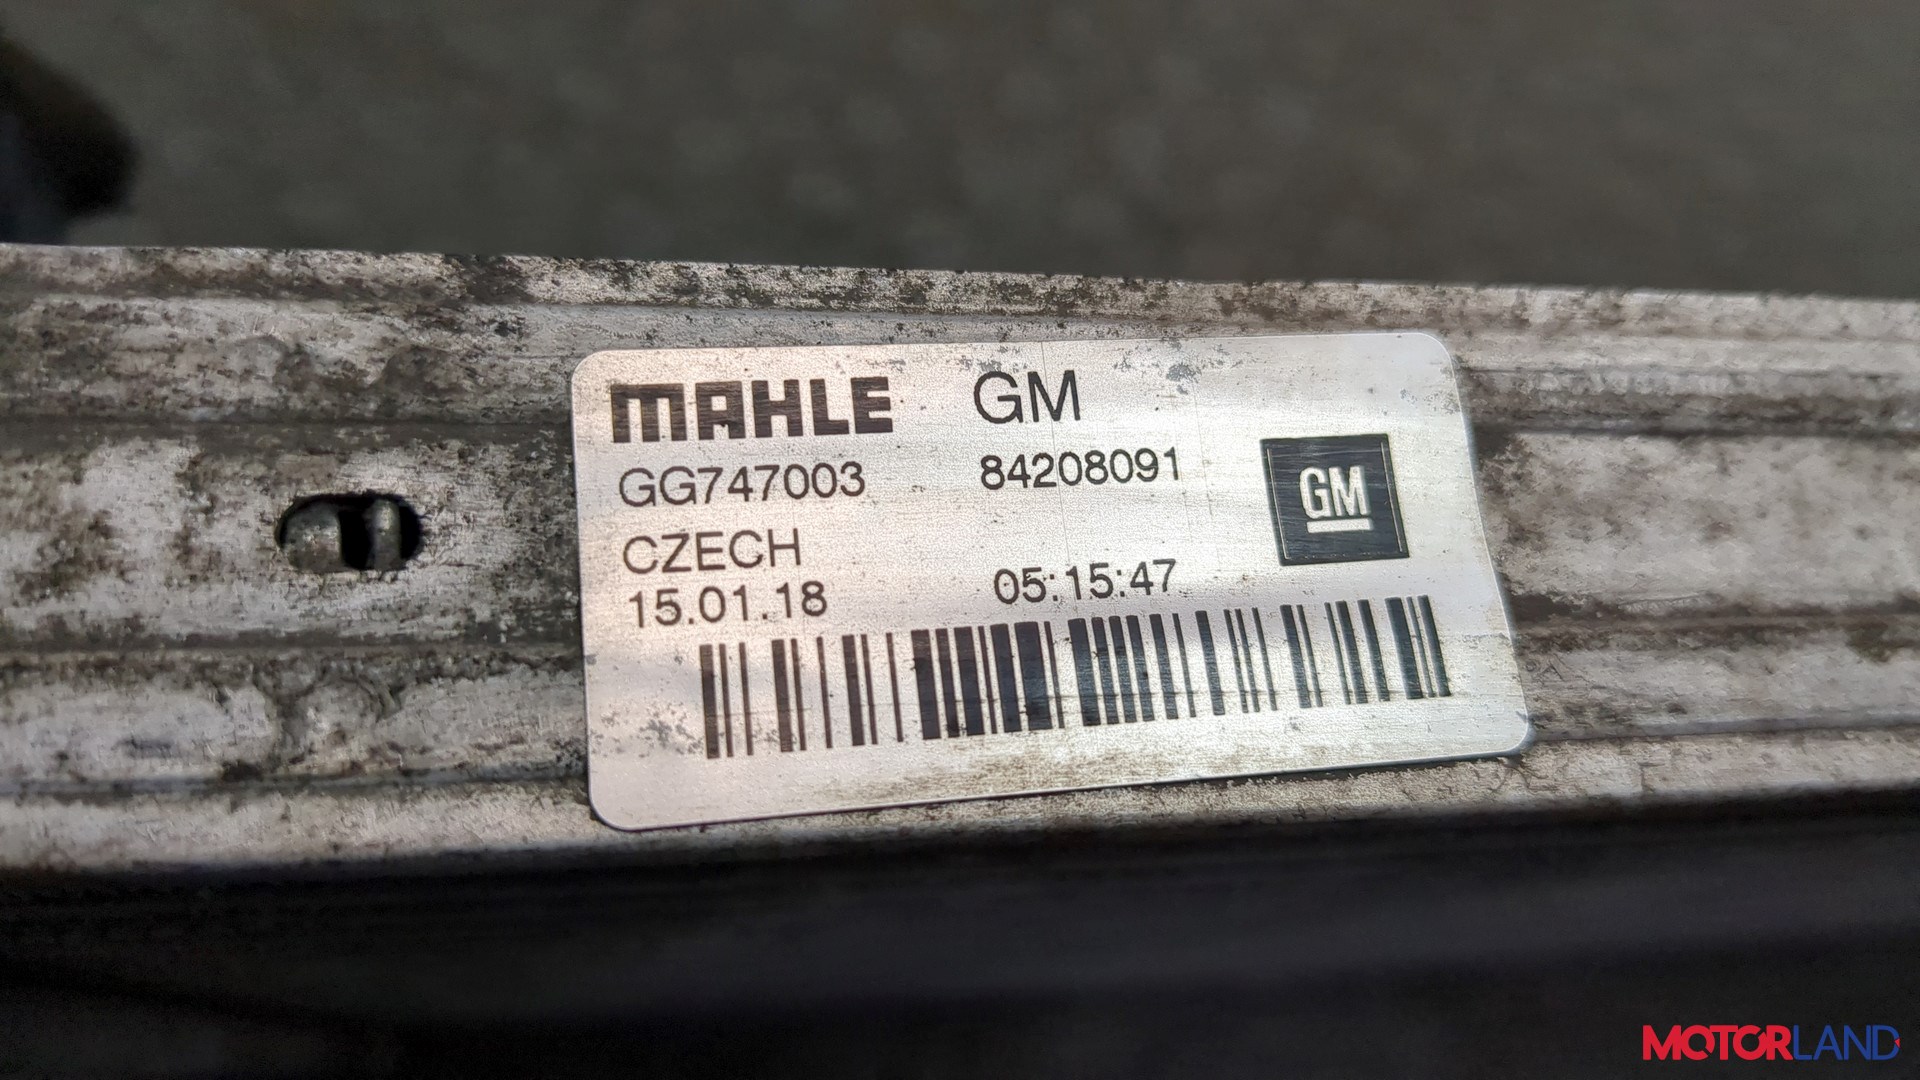 MAHLE GM
GG747003 84208091
GM
CZECH
15.01.18 05:15:47
MOTORLAND